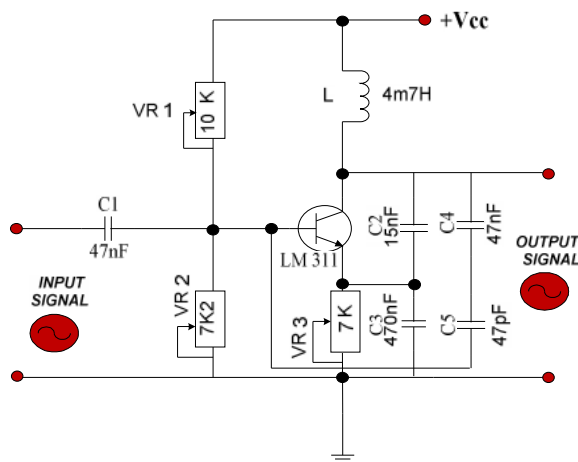 +Vcc
VR 1
10 K
L
4m7H
C1
47nF
LM 311
C2
15nF
C4
47nF
OUTPUT
SIGNAL
INPUT
SIGNAL
VR 2
7K2
VR 3
7 K
C3
470nF
C5
47pF